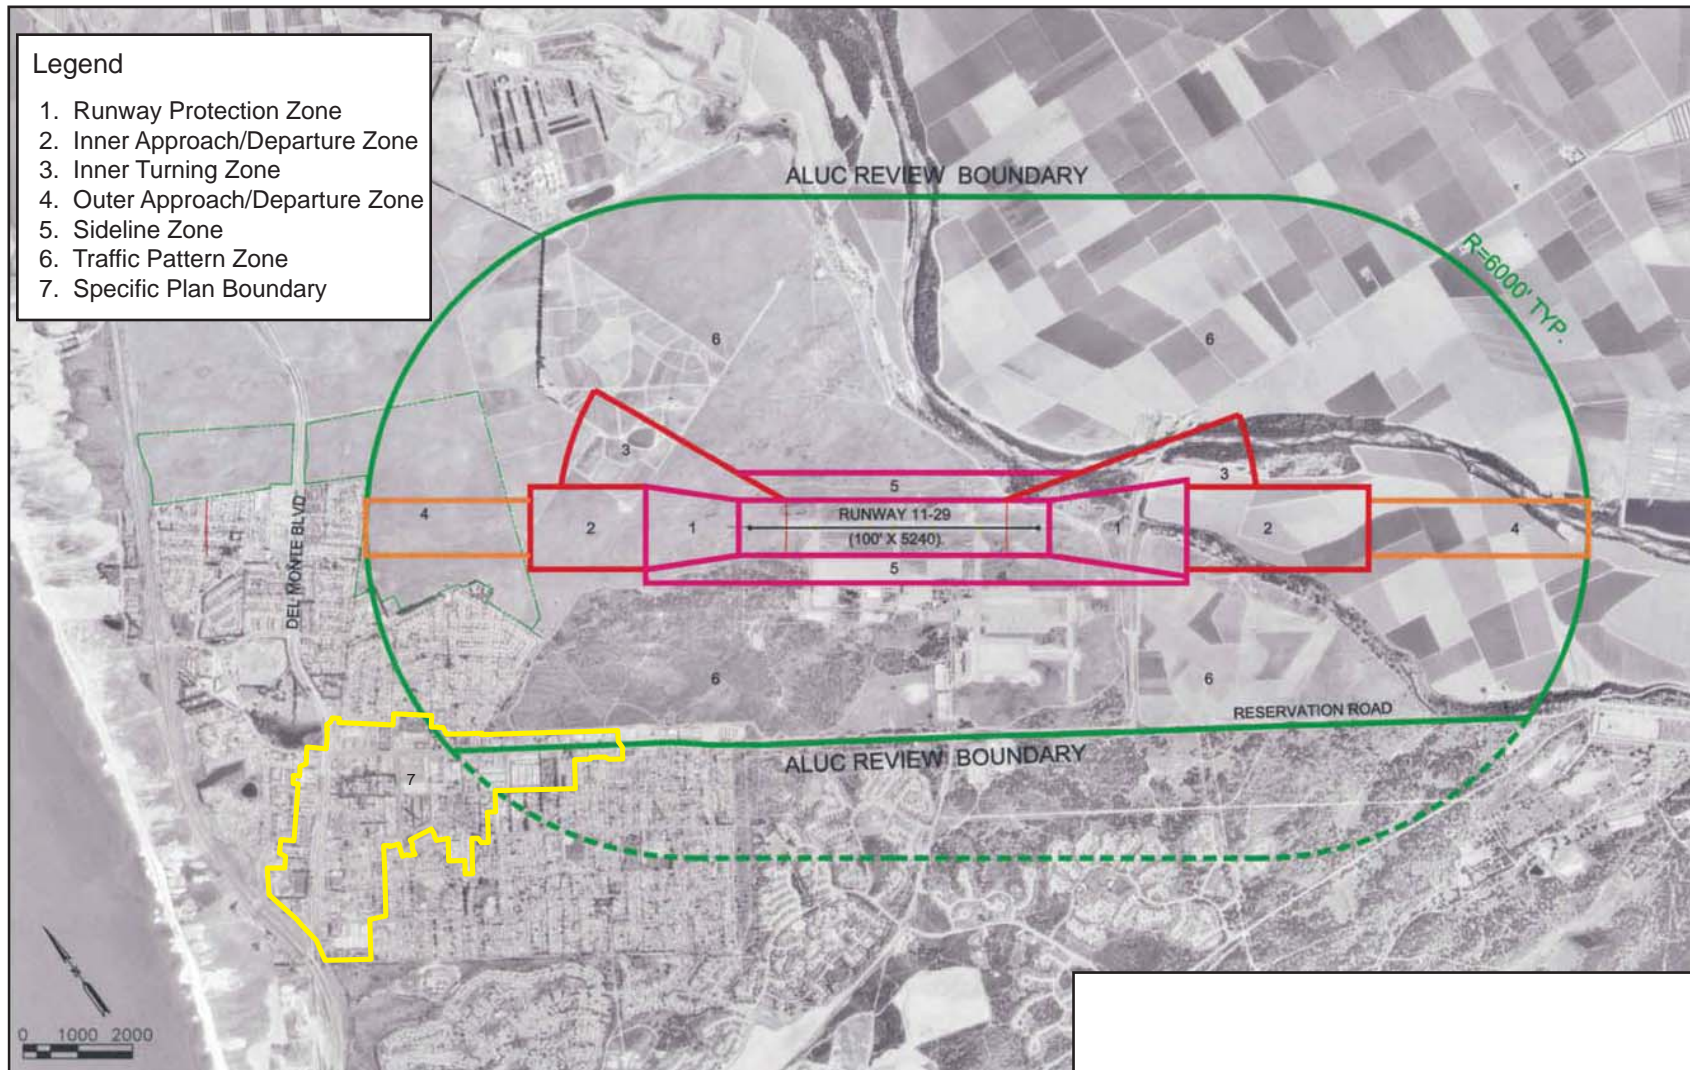 Legend
1. Runway Protection Zone
2. Inner Approach/Departure Zone
3. Inner Turning Zone
4. Outer Approach/Departure Zone
5. Sideline Zone
6. Traffic Pattern Zone
7. Specific Plan Boundary
ALUC REVIEW BOUNDARY
R=6000' TYP.
6
6
3
3
5
4
2
1
RUNWAY 11-29
(100' X 5240)
1
2
4
5
DEL MONTE BLVD
6
6
RESERVATION ROAD
ALUC REVIEW BOUNDARY
7
0 1000 2000